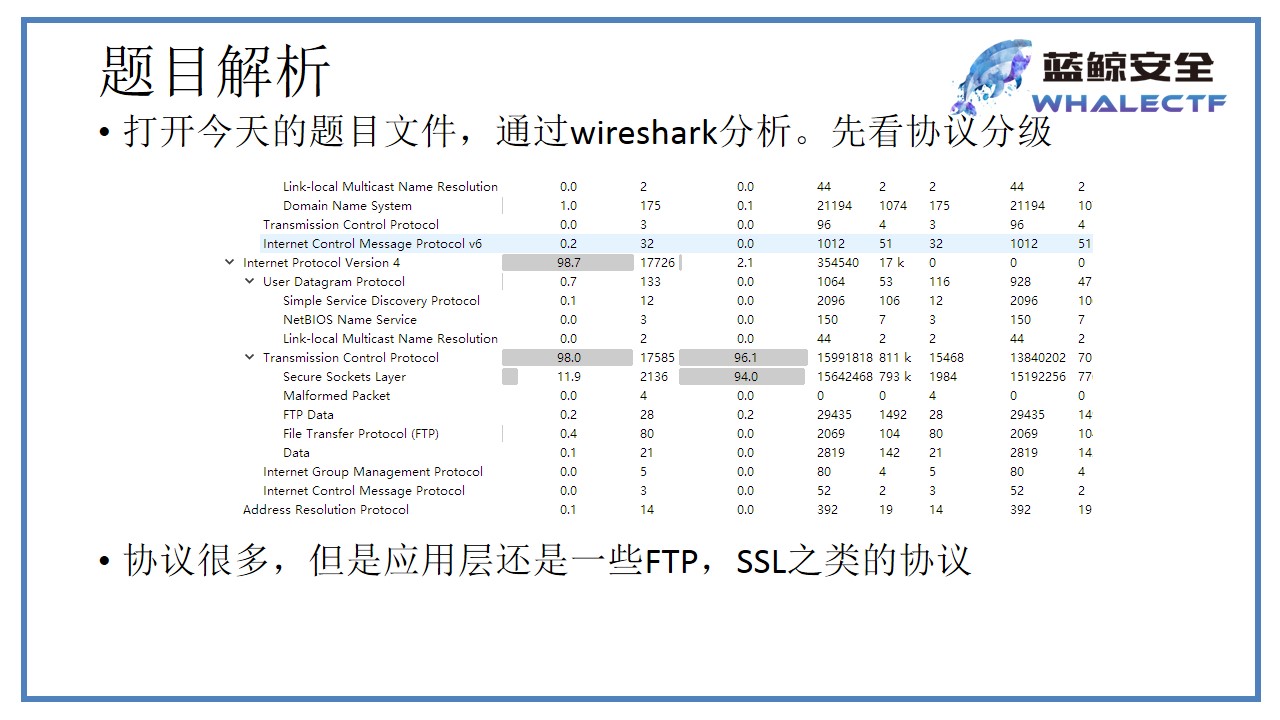 题目解析
蓝鲸安全
WHALECTF
• 打开今天的题目文件，通过wireshark分析。先看协议分级
Link-local Multicast Name Resolution 0.0 2 0.0 44 2 2 44 2
Domain Name System 1.0 175 0.1 21194 1074 175 21194 10
Transmission Control Protocol 0.0 3 0.0 96 4 3 96 4
Internet Control Message Protocol v6 0.2 32 0.0 1012 51 32 1012 51
Internet Protocol Version 4 98.7 17726 2.1 354540 17 k 0 0 0
User Datagram Protocol 0.7 133 0.0 1064 53 116 928 47
Simple Service Discovery Protocol 0.1 12 0.0 2096 106 12 2096 10
NetBIOS Name Service 0.0 3 0.0 150 7 3 150 7
Link-local Multicast Name Resolution 0.0 2 0.0 44 2 2 44 2
Transmission Control Protocol 98.0 17585 96.1 15991818 811 k 15468 13840202 70
Secure Sockets Layer 11.9 2136 94.0 15642468 793 k 1984 15192256 77
Malformed Packet 0.0 4 0.0 0 0 4 0 0
FTP Data 0.2 28 0.2 29435 1492 28 29435 14
File Transfer Protocol (FTP) 0.4 80 0.0 2069 104 80 2069 10
Data 0.1 21 0.0 2819 142 21 2819 14
Internet Group Management Protocol 0.0 5 0.0 80 4 5 80 4
Internet Control Message Protocol 0.0 3 0.0 52 2 3 52 2
Address Resolution Protocol 0.1 14 0.0 392 19 14 392 19
• 协议很多，但是应用层还是一些FTP，SSL之类的协议